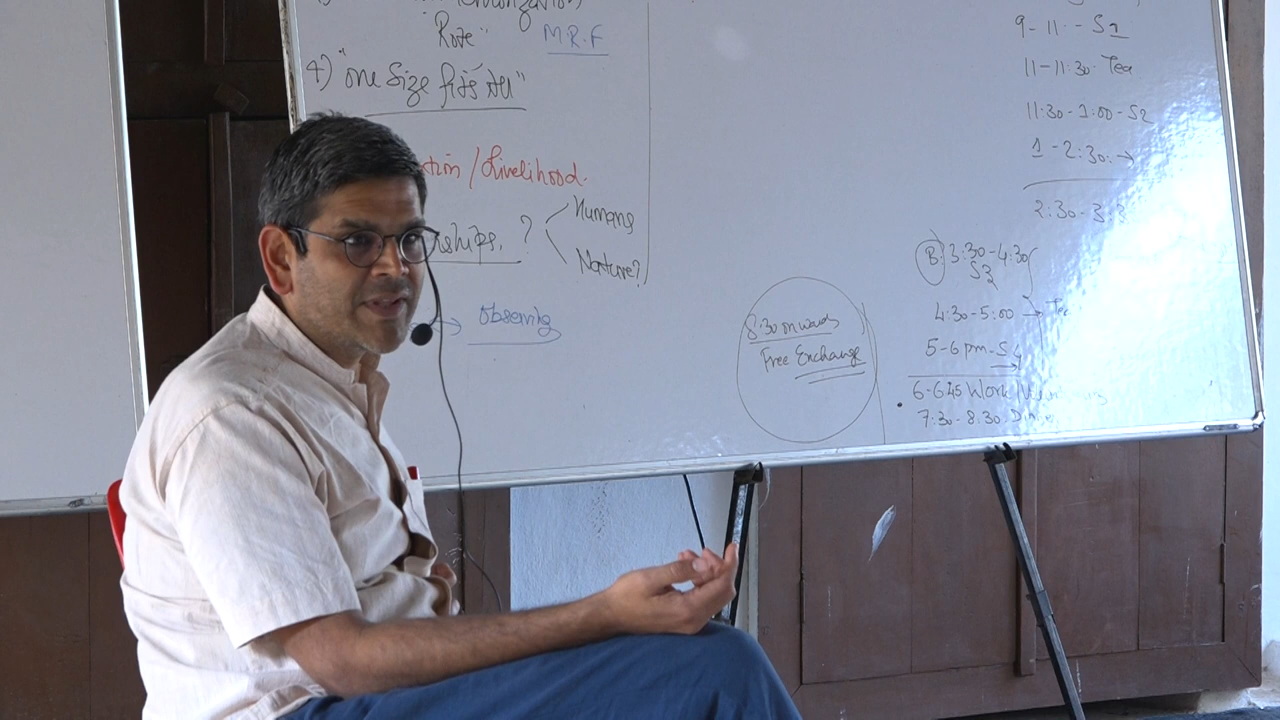 Rote"
M.R.F
4) "one size fits All"
/Livelihood.
?
Humans
Nature?
Observing
8:30 onwards
Free Exchange
9-11 - S1
11-11:30- Tea
11:30-1:00-S2
1 -2:30: →
2:30-3:
B: 3:30-4:30
S3
4:30-5:00 →
5-6pm-S4
6-6:45 Work
7:30-8:30